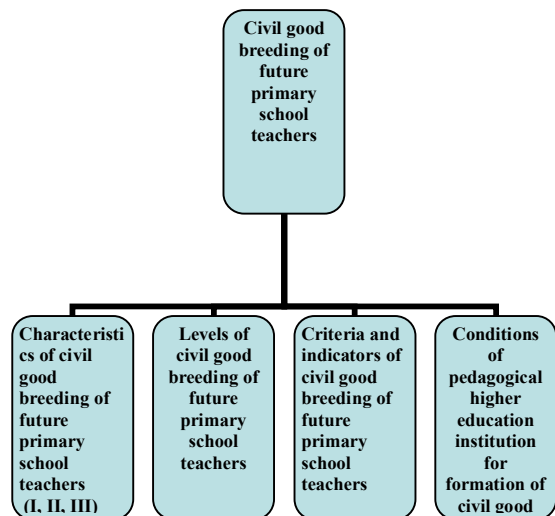 Civil good
breeding of
future
primary
school
teachers
Characteristi
cs of civil
good
breeding of
future
primary
school
teachers
(I, II, III)
Levels of
civil good
breeding of
future
primary
school
teachers
Criteria and
indicators of
civil good
breeding of
future
primary
school
teachers
Conditions
of
pedagogical
higher
education
institution
for
formation of
civil good